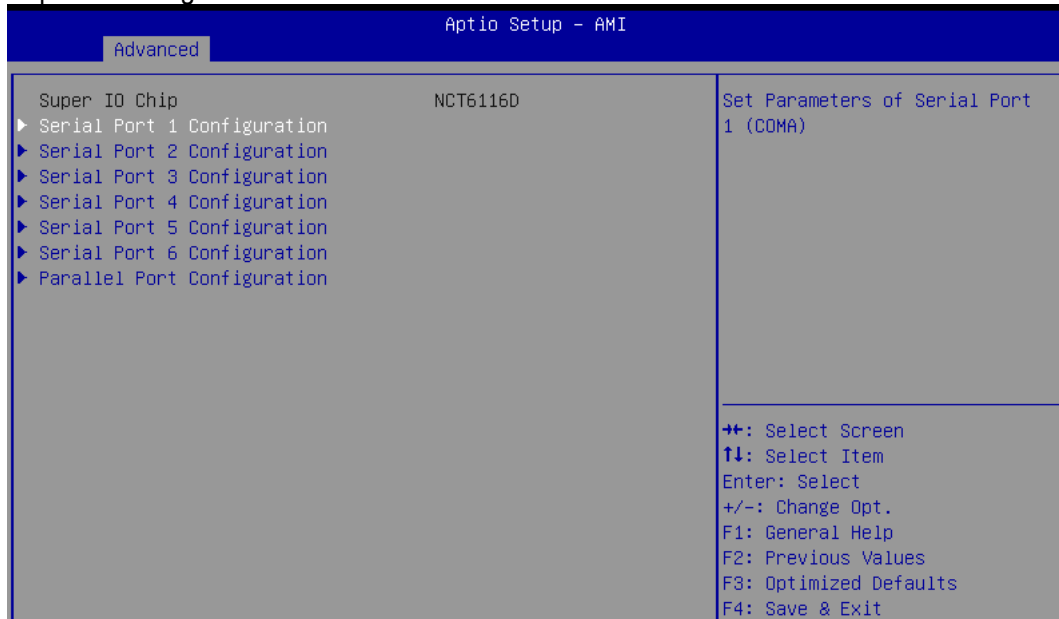 Aptio Setup – AMI
Advanced
Super IO Chip NCT6116D
▶ Serial Port 1 Configuration
▶ Serial Port 2 Configuration
▶ Serial Port 3 Configuration
▶ Serial Port 4 Configuration
▶ Serial Port 5 Configuration
▶ Serial Port 6 Configuration
▶ Parallel Port Configuration
Set Parameters of Serial Port
1 (COMA)
→←: Select Screen
↑↓: Select Item
Enter: Select
+/-: Change Opt.
F1: General Help
F2: Previous Values
F3: Optimized Defaults
F4: Save & Exit